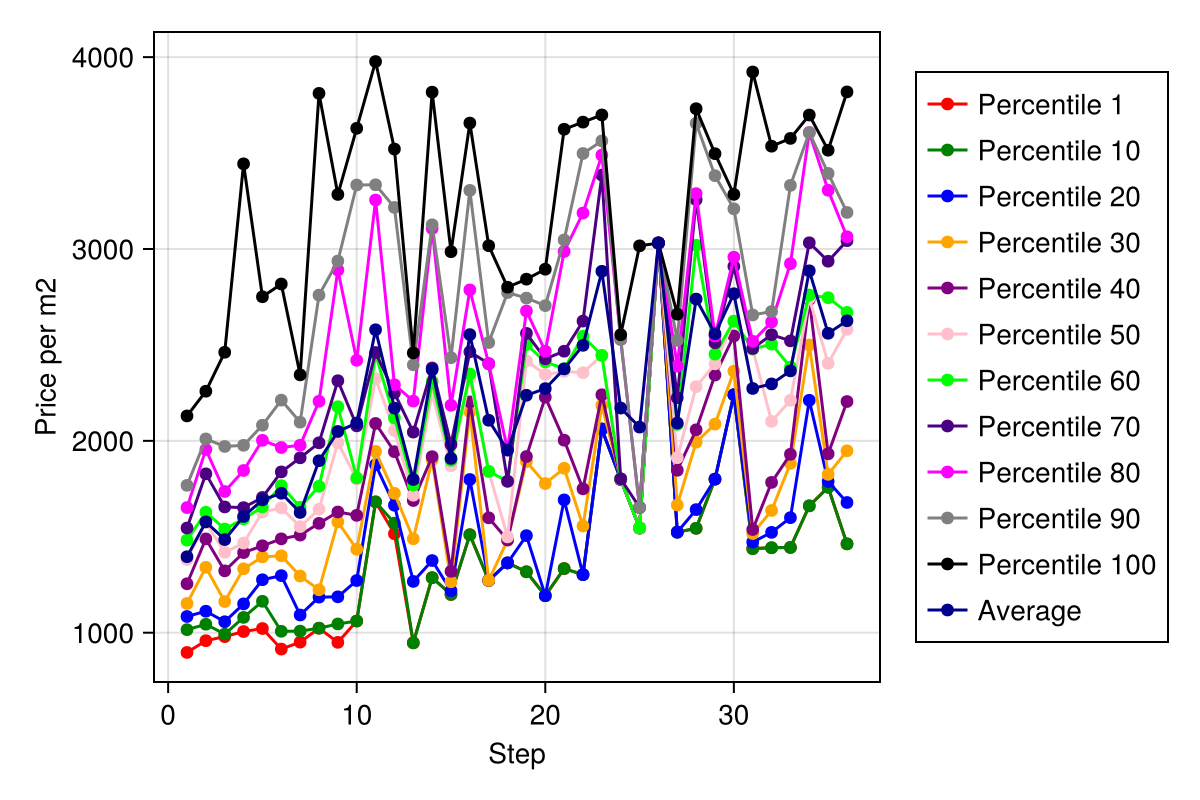 4000
3000
2000
1000
Price per m2
0
10
20
30
Step
Percentile 1
Percentile 10
Percentile 20
Percentile 30
Percentile 40
Percentile 50
Percentile 60
Percentile 70
Percentile 80
Percentile 90
Percentile 100
Average